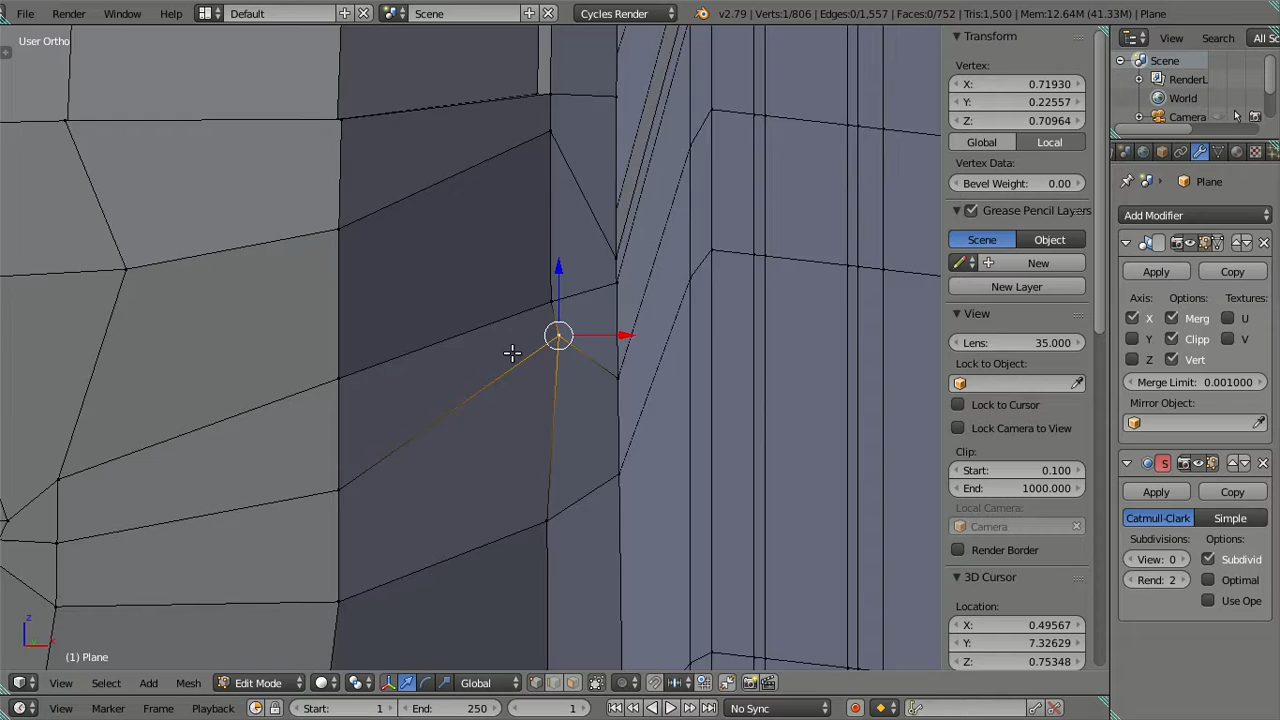 File Render Window Help Default Scene Cycles Render v2.79 | Verts:1/806 | Edges:0/1,557 | Faces:0/752 | Tris:1,500 | Mem:12.64M (41.33M) | Plane
User Ortho
Transform
Vertex:
X: 0.71930
Y: 0.22557
Z: 0.70964
Global Local
Vertex Data:
Bevel Weight: 0.00
Grease Pencil Layers
Scene Object
New
New Layer
View
Lens: 35.000
Lock to Object:
Lock to Cursor
Lock Camera to View
Clip:
Start: 0.100
End: 1000.000
Local Camera:
Camera
Render Border
3D Cursor
Location:
X: 0.49567
Y: 7.32629
Z: 0.75348
View Search All Sc
Scene
RenderL
World
Camera
Plane
Add Modifier
Apply Copy
Axis: Options: Textures:
X Merg U
Y Clipp V
Z Vert
Merge Limit: 0.001000
Mirror Object:
S
Apply Copy
Catmull-Clark Simple
Subdivisions: Options:
View: 0 Subdivid
Rend: 2 Optimal
Use Ope
z
x
(1) Plane
View Select Add Mesh Edit Mode Global
View Marker Frame Playback Start: 1 End: 250 1 No Sync